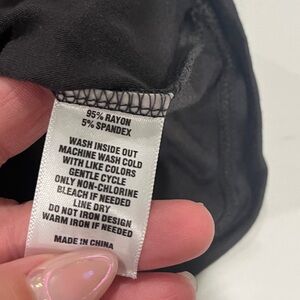 95% RAYON
5% SPANDEX
WASH INSIDE OUT
MACHINE WASH COLD
WITH LIKE COLORS
GENTLE CYCLE
ONLY NON-CHLORINE
BLEACH IF NEEDED
LINE DRY
DO NOT IRON DESIGN
WARM IRON IF NEEDED
MADE IN CHINA